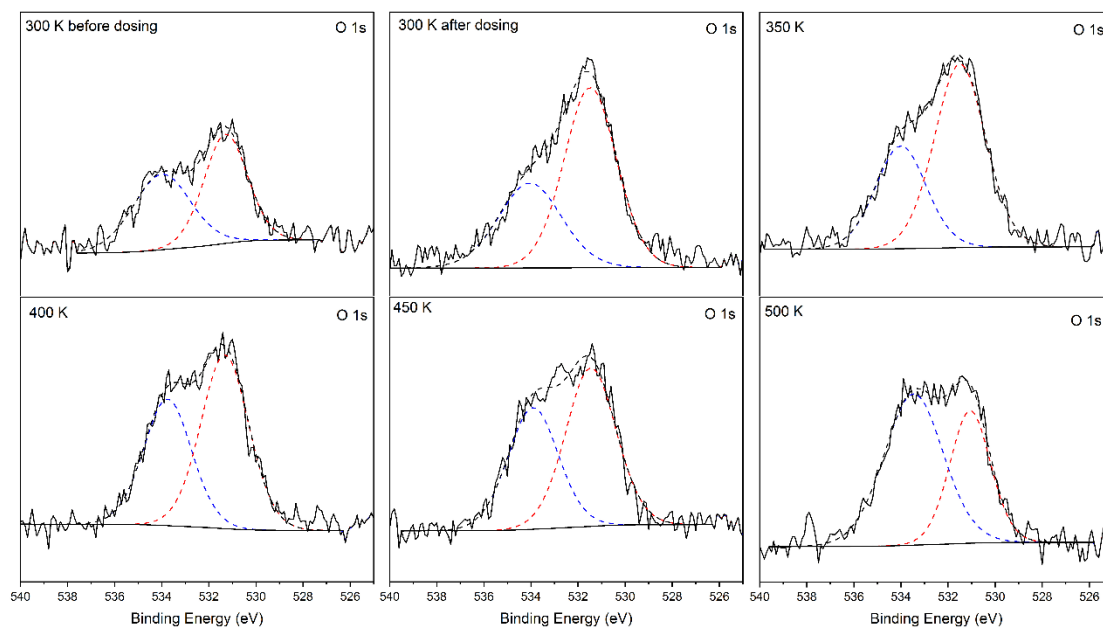 300 K before dosing O 1s
300 K after dosing O 1s
350 K O 1s
400 K O 1s
450 K O 1s
500 K O 1s
540 538 536 534 532 530 528 526
540 538 536 534 532 530 528 526
540 538 536 534 532 530 528 526
Binding Energy (eV)
Binding Energy (eV)
Binding Energy (eV)